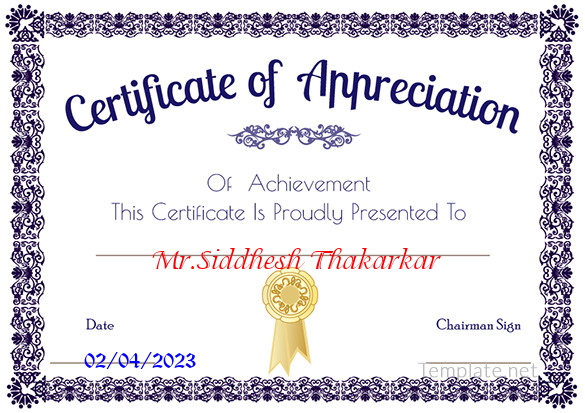 Certificate of Appreciation
Of Achievement
This Certificate Is Proudly Presented To
Mr.Siddhesh Thakarkar
Date
Chairman Sign
02/04/2023
Template.net